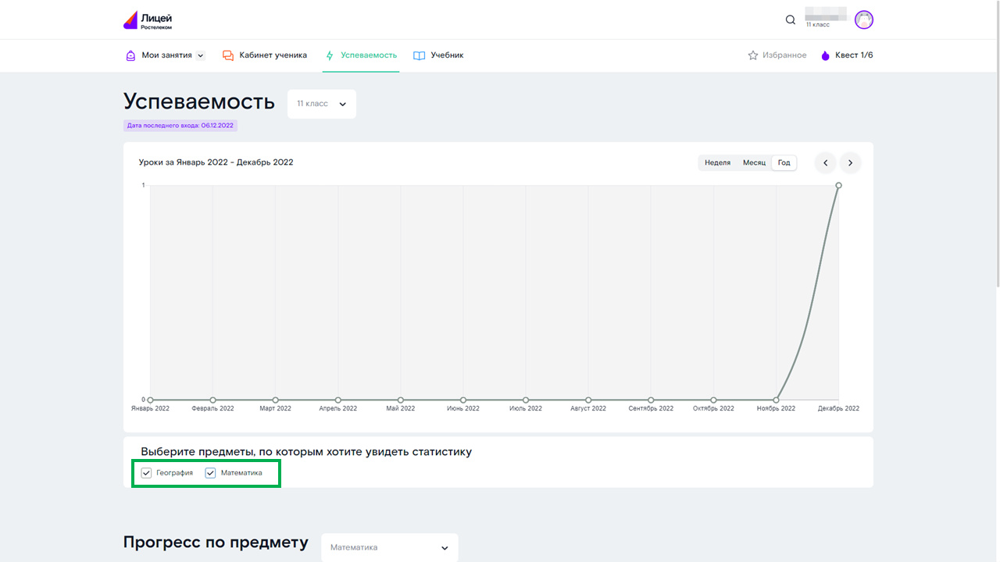 Лицей
Ростелеком
11 класс
Мои занятия
Кабинет ученика
Успеваемость
Учебник
Избранное
Квест 1/6
Успеваемость
11 класс
Дата последнего входа: 06.12.2022
Уроки за Январь 2022 - Декабрь 2022
Неделя Месяц Год
1
0
Январь 2022 Февраль 2022 Март 2022 Апрель 2022 Май 2022 Июнь 2022 Июль 2022 Август 2022 Сентябрь 2022 Октябрь 2022 Ноябрь 2022 Декабрь 2022
Выберите предметы, по которым хотите увидеть статистику
География Математика
Прогресс по предмету
Математика